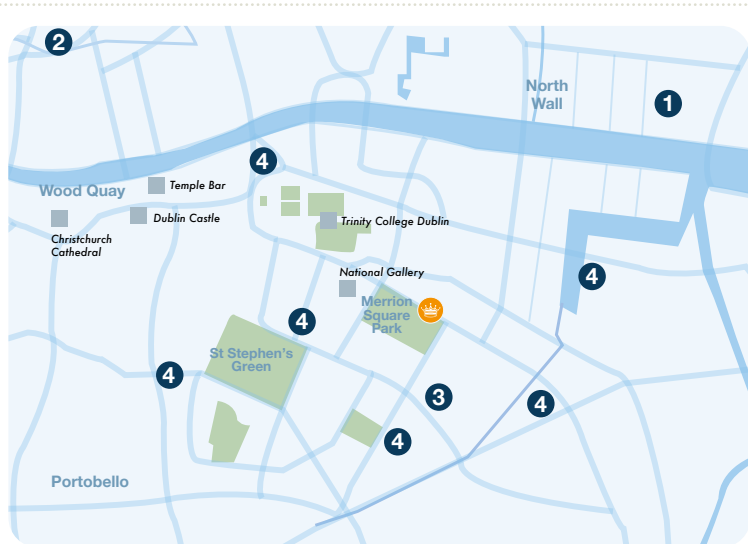 2
North
Wall
1
4
Wood Quay
Temple Bar
Dublin Castle
Christchurch
Cathedral
Trinity College Dublin
National Gallery
4
Merrion
Square
Park
4
St Stephen's
Green
4
3
4
4
Portobello